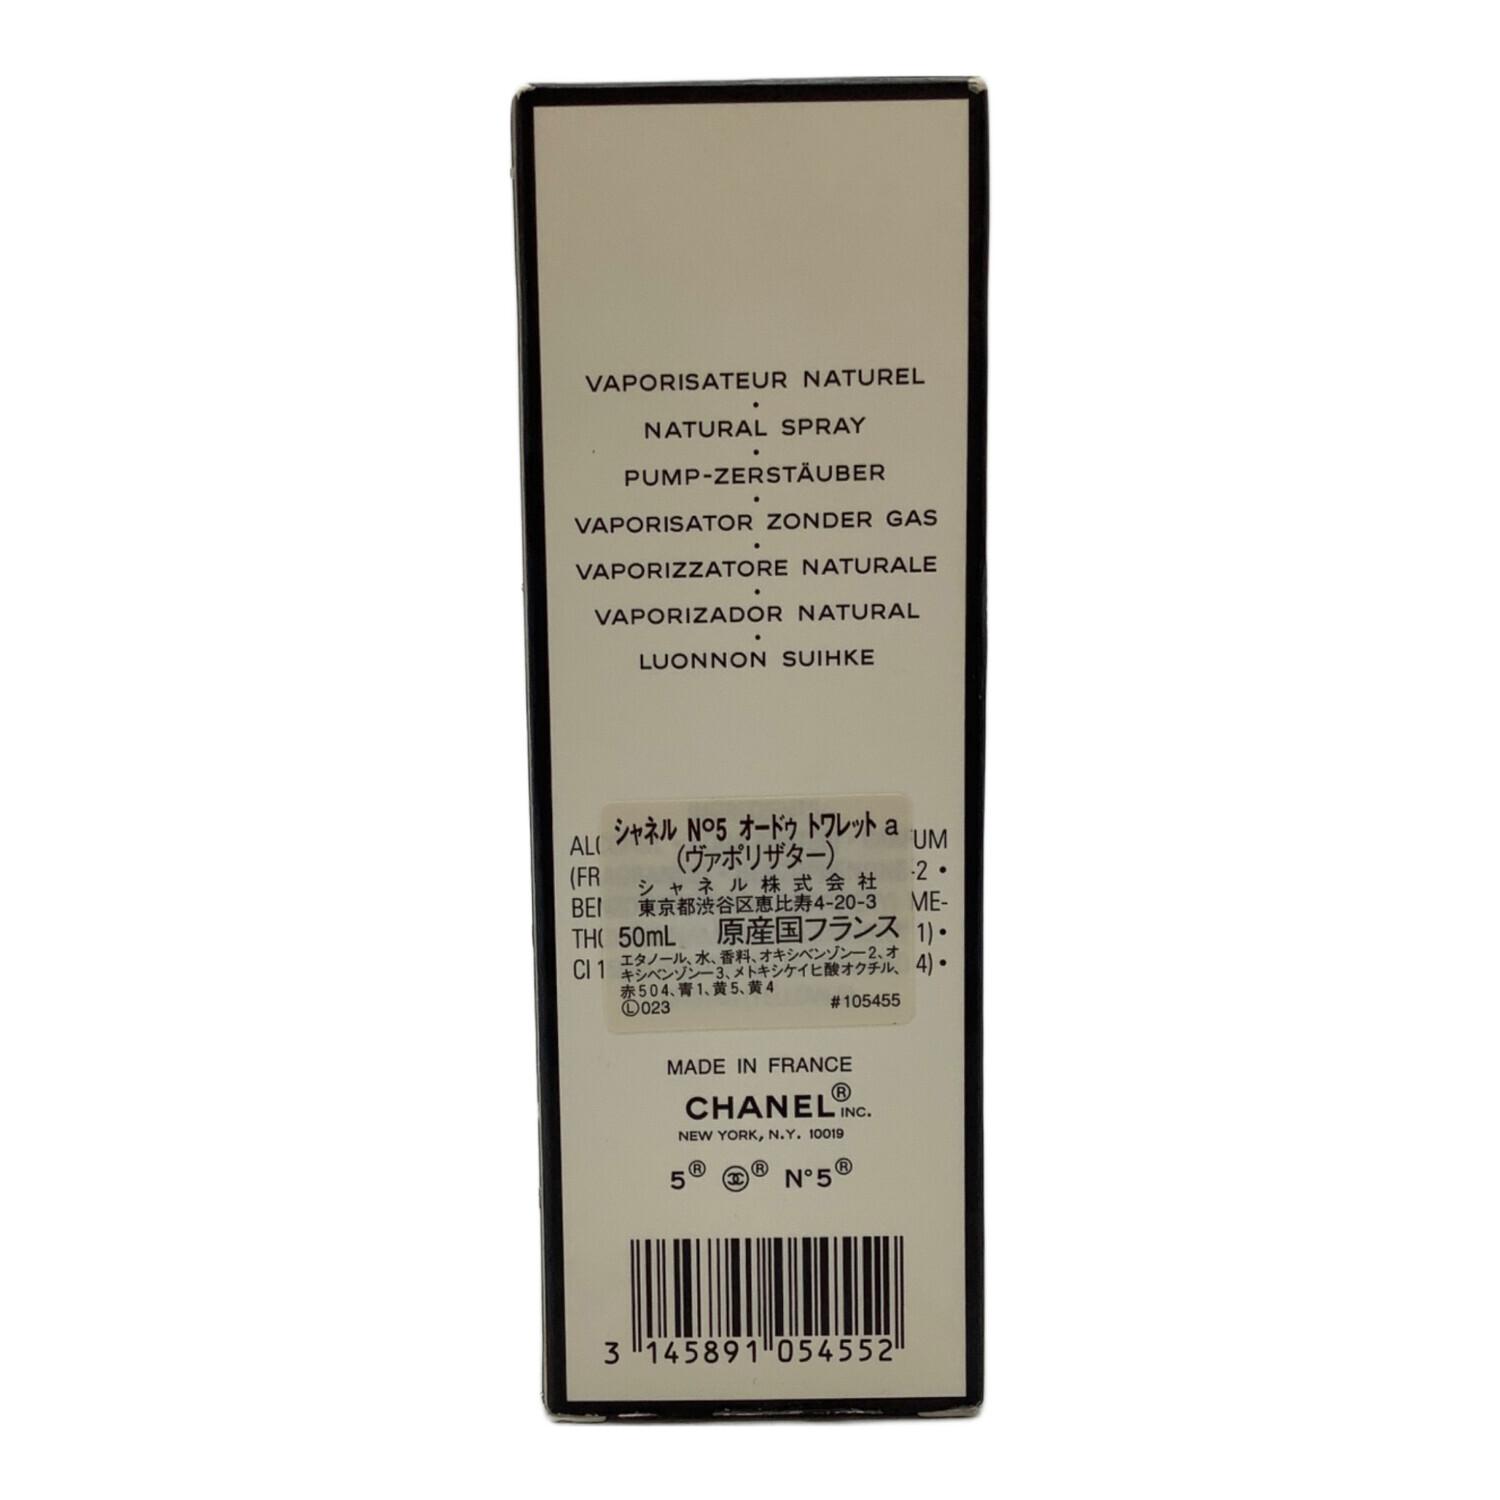 VAPORISATEUR NATUREL
•
NATURAL SPRAY
•
PUMP-ZERSTÄUBER
•
VAPORISATOR ZONDER GAS
•
VAPORIZZATORE NATURALE
•
VAPORIZADOR NATURAL
•
LUONNON SUIHKE
シャネル Nº5 オードゥ トワレット a
(ヴァポリザター)
シャネル株式会社
東京都渋谷区恵比寿4-20-3
50mL 原産国フランス
エタノール、水、香料、オキシベンゾン-2、オ
キシベンゾン-3、メトキシケイヒ酸オクチル、
赤504、青1、黄5、黄4
Ⓛ023 #105455
MADE IN FRANCE
CHANEL® INC.
NEW YORK, N.Y. 10019
5® ® N°5®
3 145891 054552